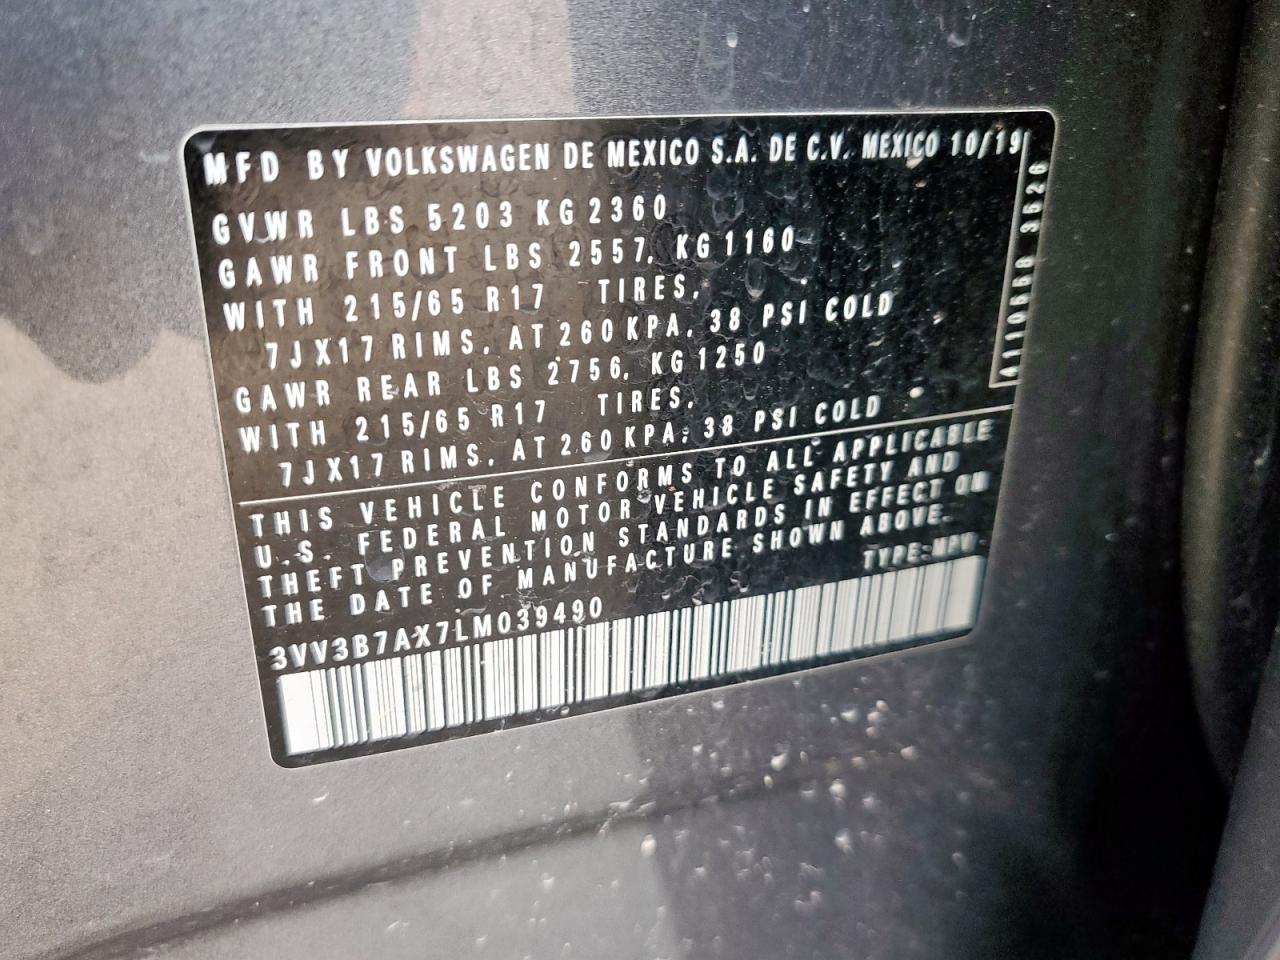 MFD BY VOLKSWAGEN DE MEXICO S.A. DE C.V. MEXICO 10/19
GVWR LBS 5203 KG 2360
GAWR FRONT LBS 2557, KG 1160
WITH 215/65 R17 TIRES,
7JX17 RIMS, AT 260 KPA, 38 PSI COLD
GAWR REAR LBS 2756, KG 1250
WITH 215/65 R17 TIRES,
7JX17 RIMS, AT 260 KPA, 38 PSI COLD
THIS VEHICLE CONFORMS TO ALL APPLICABLE
U.S. FEDERAL MOTOR VEHICLE SAFETY AND
THEFT PREVENTION STANDARDS IN EFFECT ON
THE DATE OF MANUFACTURE SHOWN ABOVE.
TYPE: MPV
3VV3B7AX7LM039490